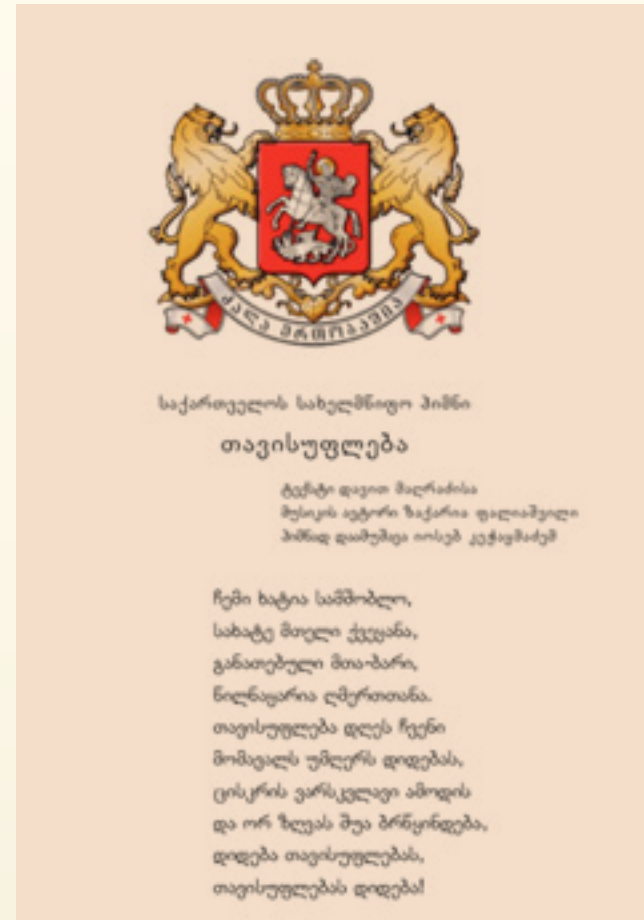 ძალა ერთობაშია
საქართველოს სახელმწიფო ჰიმნი
თავისუფლება
ტექსტი დავით მაღრაძისა
მუსიკის ავტორი ზაქარია ფალიაშვილი
ჰიმნად დაამუშავა იოსებ კეჭაყმაძემ
ჩემი ხატია სამშობლო,
სახატე მთელი ქვეყანა,
განათებული მთა-ბარი,
წილნაყარია ღმერთთანა.
თავისუფლება დღეს ჩვენი
მომავალს უმღერს დიდებას,
ცისკრის ვარსკვლავი ამოდის
და ორ ზღვას შუა ბრწყინდება,
დიდება თავისუფლებას,
თავისუფლებას დიდება!